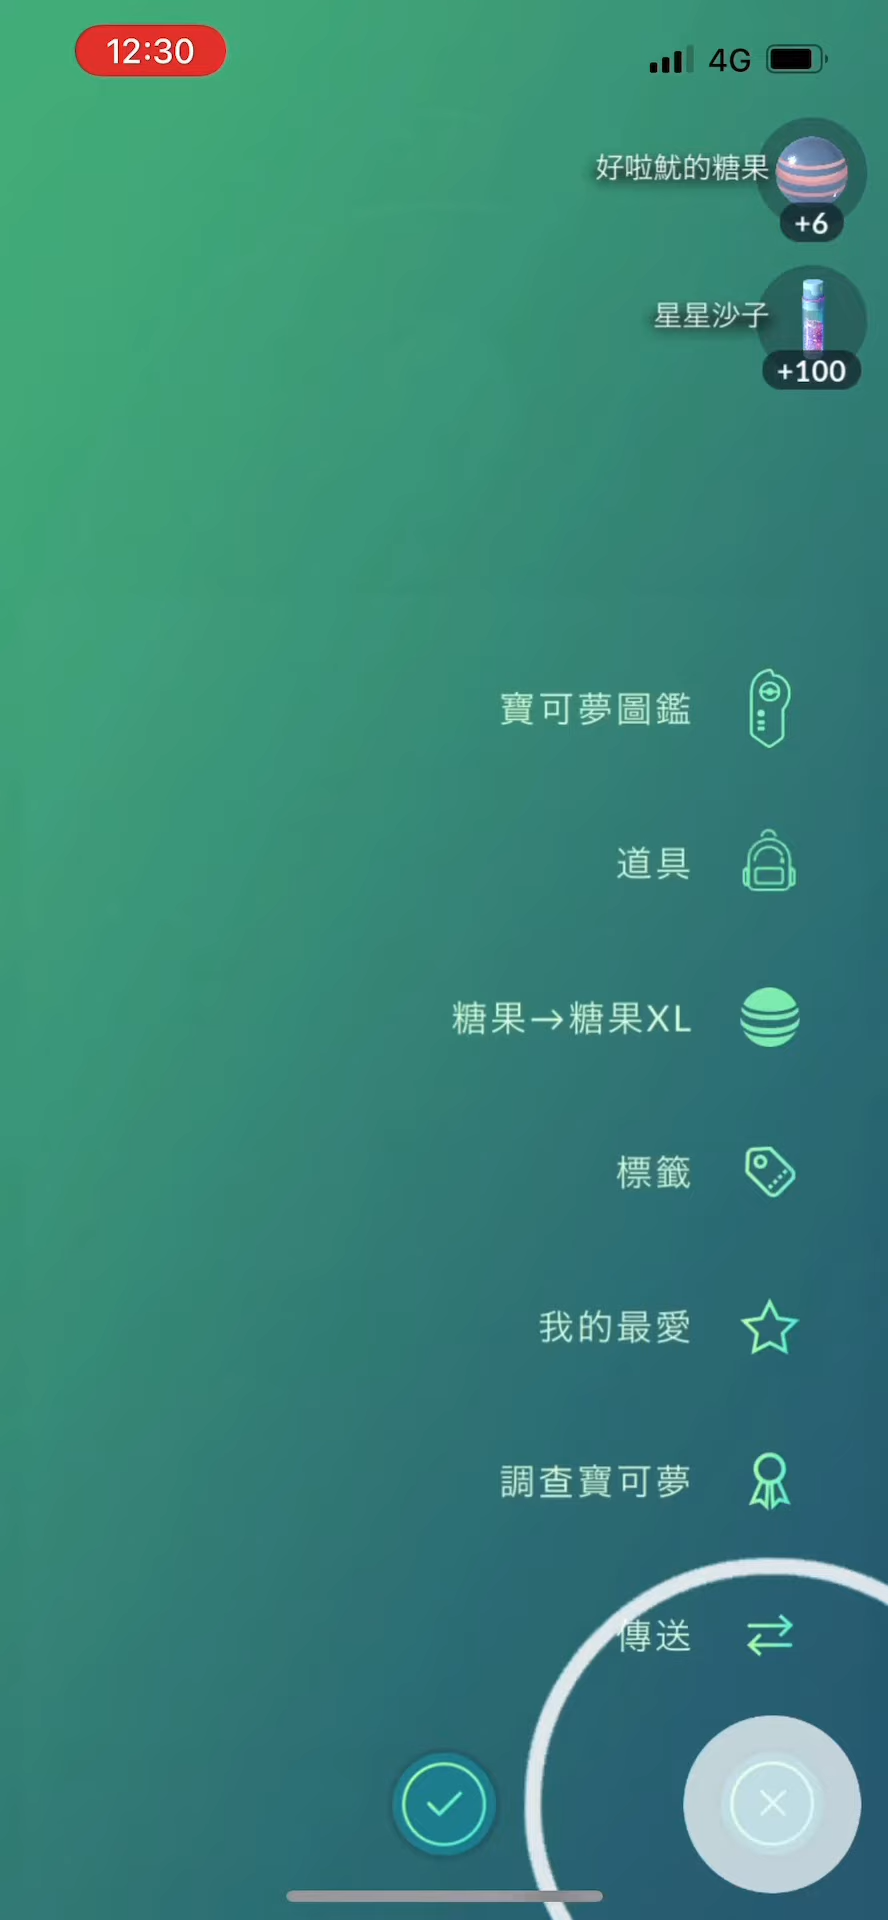 12:30
4G
好啦魷的糖果
+6
星星沙子
+100
寶可夢圖鑑
道具
糖果→糖果XL
標籤
我的最愛
調查寶可夢
傳送